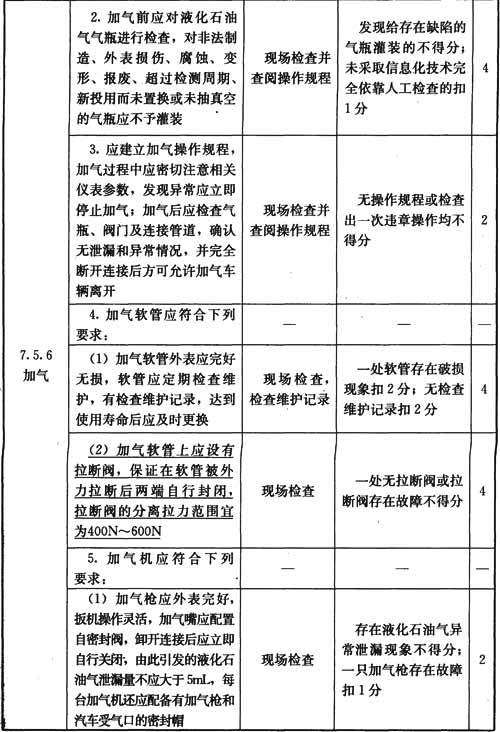 2. 加气前应对液化石油
气气瓶进行检查，对非法制
造、外表损伤、腐蚀、变
形、报废、超过检测周期、
新投用而未置换或未抽真空
的气瓶应不予灌装
现场检查并
查阅操作规程
发现给存在缺陷的
气瓶灌装的不得分；
未采取信息化技术完
全依靠人工检查的扣
1分
4
3. 应建立加气操作规程，
加气过程中应密切注意相关
仪表参数，发现异常应立即
停止加气；加气后应检查气
瓶、阀门及连接管道，确认
无泄漏和异常情况，并完全
断开连接后方可允许加气车
辆离开
现场检查并
查阅操作规程
无操作规程或检查
出一次违章操作均不
得分
2
7.5.6
加气
4. 加气软管应符合下列
要求：
—
—
—
（1）加气软管外表应完好
无损，软管应定期检查维
护，有检查维护记录，达到
使用寿命后应及时更换
现场检查，
检查维护记录
一处软管存在破损
现象扣2分；无检查
维护记录扣2分
4
（2）加气软管上应设有
拉断阀，保证在软管被外
力拉断后两端自行封闭，
拉断阀的分离拉力范围宜
为400N～600N
现场检查
一处无拉断阀或拉
断阀存在故障不得分
4
5. 加气机应符合下列
要求：
—
—
—
（1）加气枪应外表完好，
扳机操作灵活，加气嘴应配置
自密封阀，卸开连接后应立即
自行关闭，由此引发的液化石
油气泄漏量不应大于5mL，每
台加气机还应配备有加气枪和
汽车受气口的密封帽
现场检查
存在液化石油气异
常泄漏现象不得分；
一只加气枪存在故障
扣1分
2